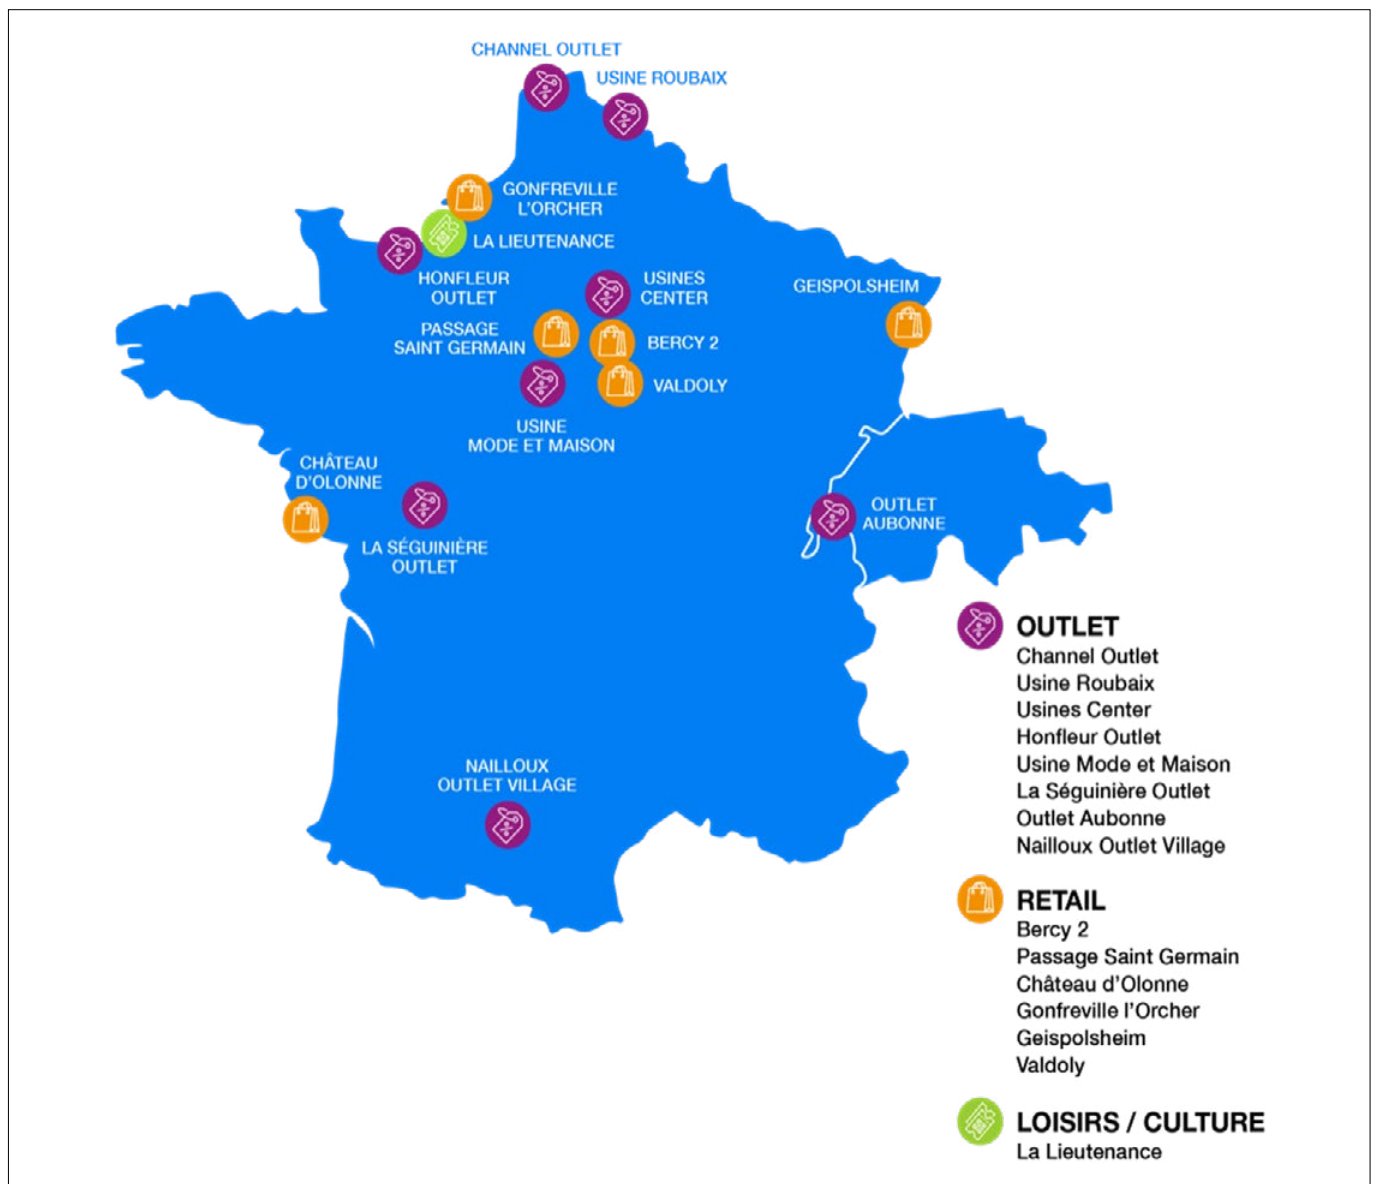 CHANNEL OUTLET
USINE ROUBAIX
GONFREVILLE
L'ORCHER
LA LIEUTENANCE
HONFLEUR
OUTLET
USINES
CENTER
GEISPOLSHEIM
PASSAGE
SAINT GERMAIN
BERCY 2
VALDOLY
USINE
MODE ET MAISON
CHÂTEAU
D'OLONNE
LA SÉGUINIÈRE
OUTLET
OUTLET
AUBONNE
NAILLOUX
OUTLET VILLAGE
OUTLET
Channel Outlet
Usine Roubaix
Usines Center
Honfleur Outlet
Usine Mode et Maison
La Séguinière Outlet
Outlet Aubonne
Nailloux Outlet Village
RETAIL
Bercy 2
Passage Saint Germain
Château d'Olonne
Gonfreville l'Orcher
Geispolsheim
Valdoly
LOISIRS / CULTURE
La Lieutenance